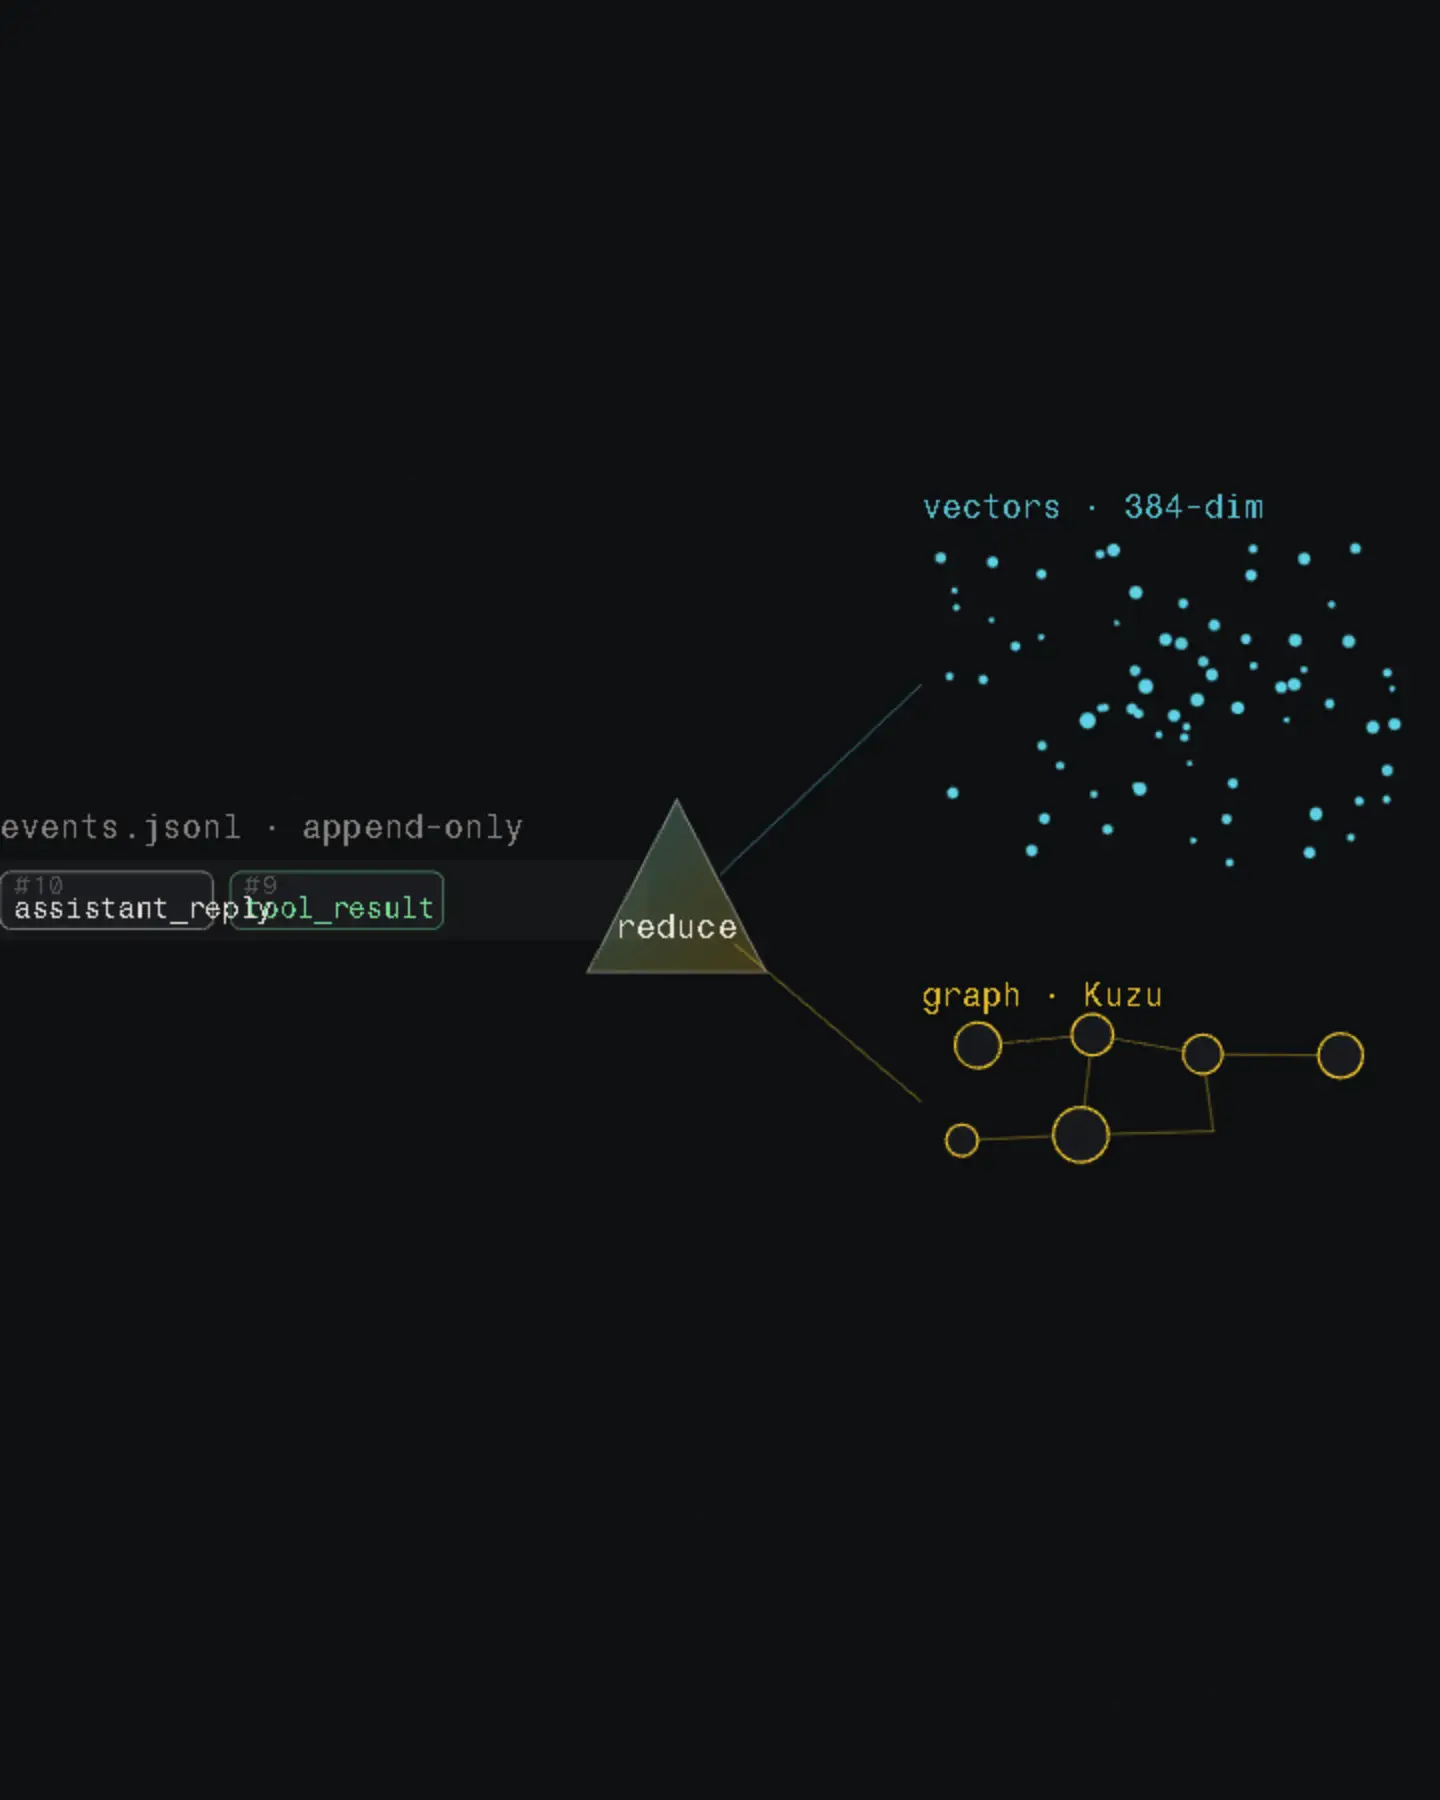 vectors · 384-dim
events.jsonl · append-only
#10
assistant_reply
#9
tool_result
reduce
graph · Kuzu